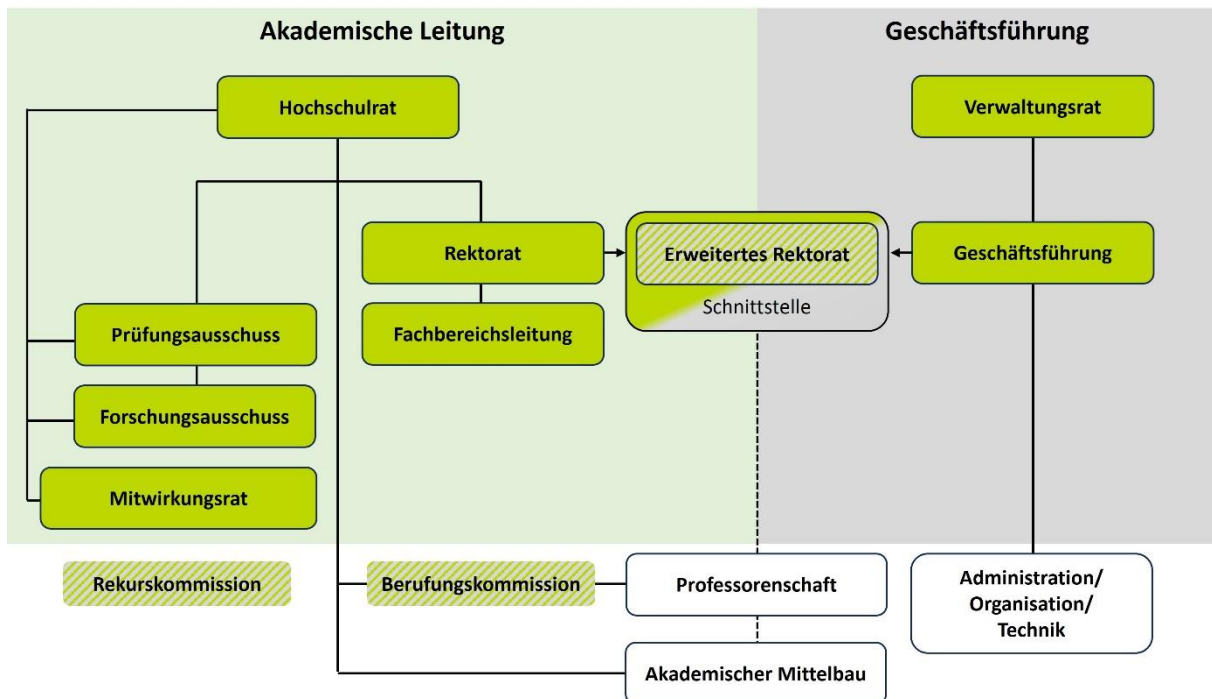 Akademische Leitung
Geschäftsführung
Hochschulrat
Verwaltungsrat
Rektorat
Erweitertes Rektorat
Geschäftsführung
Schnittstelle
Prüfungsausschuss
Fachbereichsleitung
Forschungsausschuss
Mitwirkungsrat
Rekurskommission
Berufungskommission
Professorenschaft
Administration/
Organisation/
Technik
Akademischer Mittelbau